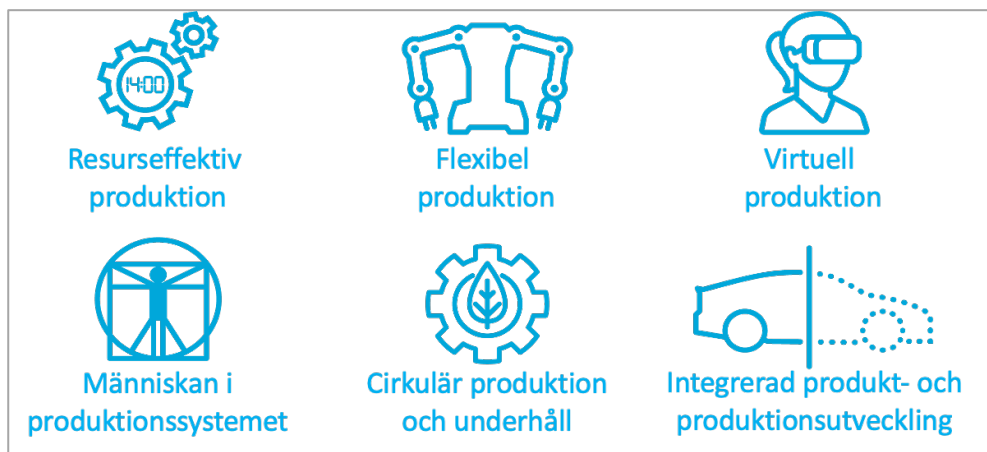 14:00
Resurseffektiv
produktion
Flexibel
produktion
Virtuell
produktion
Människan i
produktionssystemet
Cirkulär produktion
och underhåll
Integrerad produkt- och
produktionsutveckling